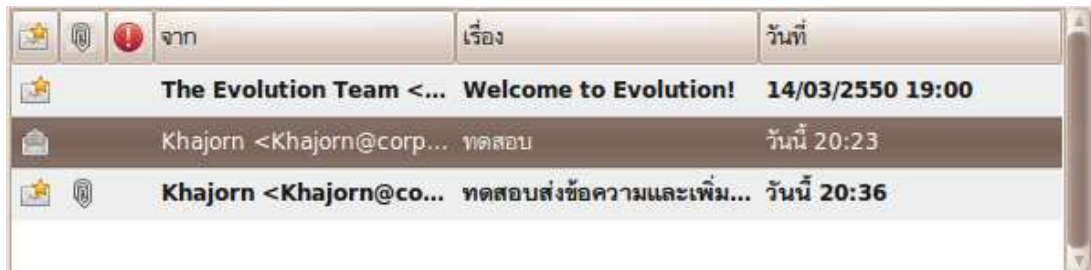 จาก เรื่อง วันที่
The Evolution Team <... Welcome to Evolution! 14/03/2550 19:00
Khajorn <Khajorn@corp... ทดสอบ วันนี้ 20:23
Khajorn <Khajorn@co... ทดสอบส่งข้อความและเพิ่ม... วันนี้ 20:36